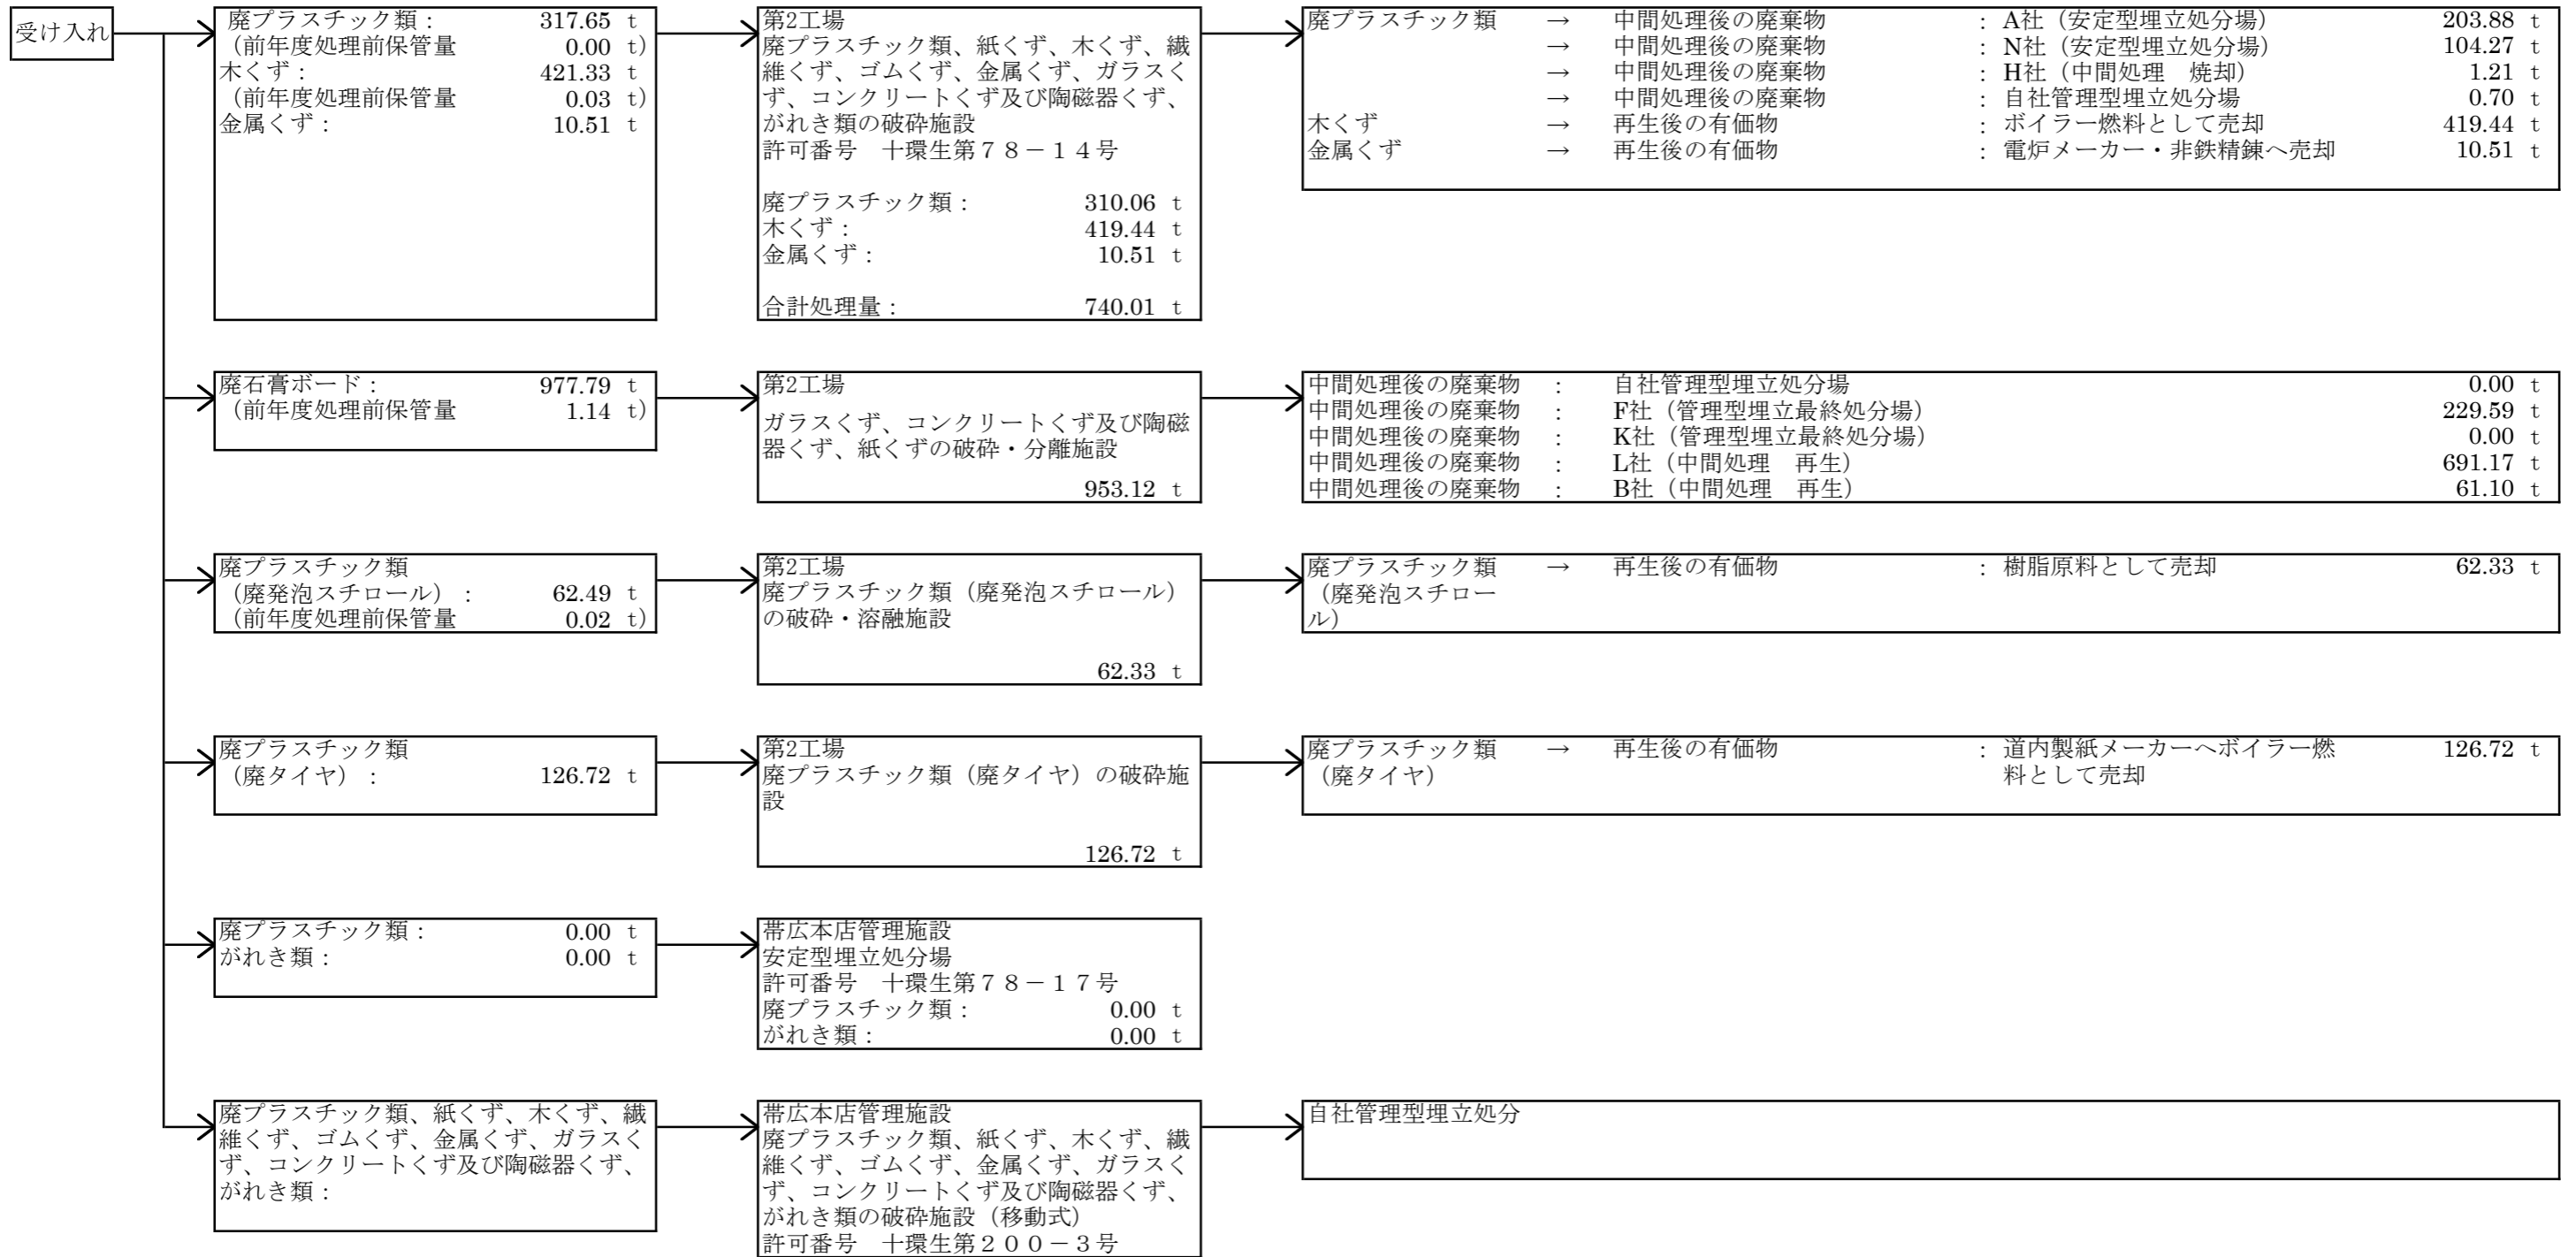 受け入れ
廃プラスチック類： 317.65 t
(前年度処理前保管量 0.00 t)
木くず： 421.33 t
(前年度処理前保管量 0.03 t)
金属くず： 10.51 t
第2工場
廃プラスチック類、紙くず、木くず、繊
維くず、ゴムくず、金属くず、ガラスく
ず、コンクリートくず及び陶磁器くず、
がれき類の破砕施設
許可番号　十環生第７８－１４号
廃プラスチック類： 310.06 t
木くず： 419.44 t
金属くず： 10.51 t
合計処理量： 740.01 t
廃プラスチック類 → 中間処理後の廃棄物 ： A社（安定型埋立処分場） 203.88 t
→ 中間処理後の廃棄物 ： N社（安定型埋立処分場） 104.27 t
→ 中間処理後の廃棄物 ： H社（中間処理　焼却） 1.21 t
→ 中間処理後の廃棄物 ： 自社管理型埋立処分場 0.70 t
木くず → 再生後の有価物 ： ボイラー燃料として売却 419.44 t
金属くず → 再生後の有価物 ： 電炉メーカー・非鉄精錬へ売却 10.51 t
廃石膏ボード： 977.79 t
(前年度処理前保管量 1.14 t)
第2工場
ガラスくず、コンクリートくず及び陶磁
器くず、紙くずの破砕・分離施設
953.12 t
中間処理後の廃棄物 ： 自社管理型埋立処分場 0.00 t
中間処理後の廃棄物 ： F社（管理型埋立最終処分場） 229.59 t
中間処理後の廃棄物 ： K社（管理型埋立最終処分場） 0.00 t
中間処理後の廃棄物 ： L社（中間処理　再生） 691.17 t
中間処理後の廃棄物 ： B社（中間処理　再生） 61.10 t
廃プラスチック類
（廃発泡スチロール）： 62.49 t
(前年度処理前保管量 0.02 t)
第2工場
廃プラスチック類（廃発泡スチロール）
の破砕・溶融施設
62.33 t
廃プラスチック類 → 再生後の有価物 ： 樹脂原料として売却 62.33 t
（廃発泡スチロー
ル）
廃プラスチック類
（廃タイヤ）： 126.72 t
第2工場
廃プラスチック類（廃タイヤ）の破砕施
設
126.72 t
廃プラスチック類 → 再生後の有価物 ： 道内製紙メーカーへボイラー燃 126.72 t
（廃タイヤ） 料として売却
廃プラスチック類： 0.00 t
がれき類： 0.00 t
帯広本店管理施設
安定型埋立処分場
許可番号　十環生第７８－１７号
廃プラスチック類： 0.00 t
がれき類： 0.00 t
廃プラスチック類、紙くず、木くず、繊
維くず、ゴムくず、金属くず、ガラスく
ず、コンクリートくず及び陶磁器くず、
がれき類：
帯広本店管理施設
廃プラスチック類、紙くず、木くず、繊
維くず、ゴムくず、金属くず、ガラスく
ず、コンクリートくず及び陶磁器くず、
がれき類の破砕施設（移動式）
許可番号　十環生第２００－３号
自社管理型埋立処分